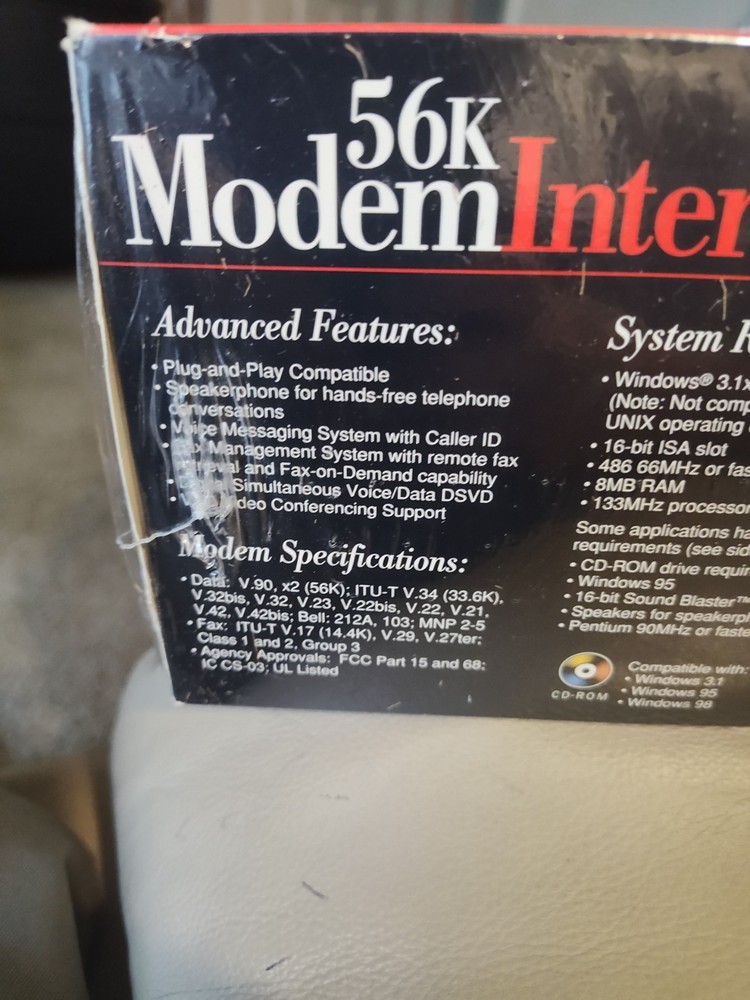 56K
ModemInter
Advanced Features:
• Plug-and-Play Compatible
• Speakerphone for hands-free telephone
conversations
• Voice Messaging System with Caller ID
• Fax Management System with remote fax
and Fax-on-Demand capability
• Simultaneous Voice/Data DSVD
• Conferencing Support
Modem Specifications:
• Data: V.90, x2 (56K); ITU-T V.34 (33.6K),
V.32bis, V.32, V.23, V.22bis, V.22, V.21,
V.42, V.42bis; Bell: 212A, 103; MNP 2-5
• Fax: ITU-T V.17 (14.4K), V.29, V.27ter;
Class 1 and 2, Group 3
• Agency Approvals: FCC Part 15 and 68;
IC CS-03; UL Listed
System R
• Windows® 3.1x
(Note: Not comp
UNIX operating
• 16-bit ISA slot
• 486 66MHz or fas
• 8MB RAM
• 133MHz processor
Some applications ha
requirements (see sid
• CD-ROM drive requir
• Windows 95
• 16-bit Sound Blaster™
• Speakers for speakerph
• Pentium 90MHz or faste
CD-ROM
Compatible with:
• Windows 3.1
• Windows 95
• Windows 98